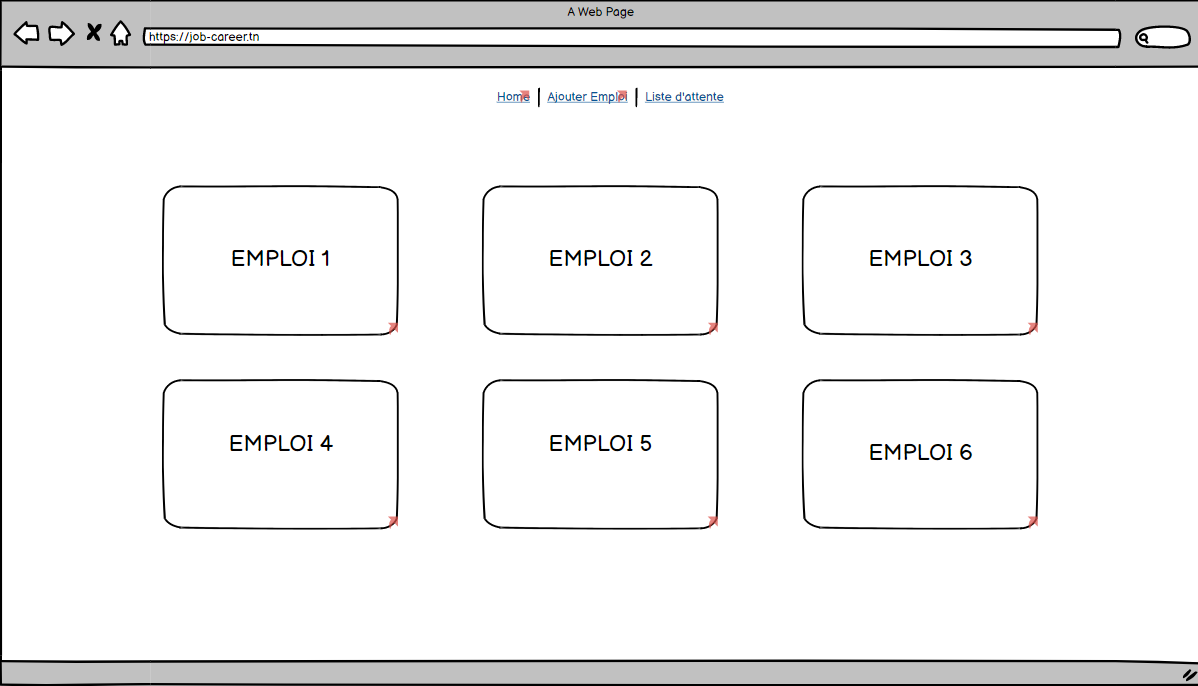 A Web Page
https://job-career.tn
Home | Ajouter Emploi | Liste d'attente
EMPLOI 1 EMPLOI 2 EMPLOI 3
EMPLOI 4 EMPLOI 5 EMPLOI 6